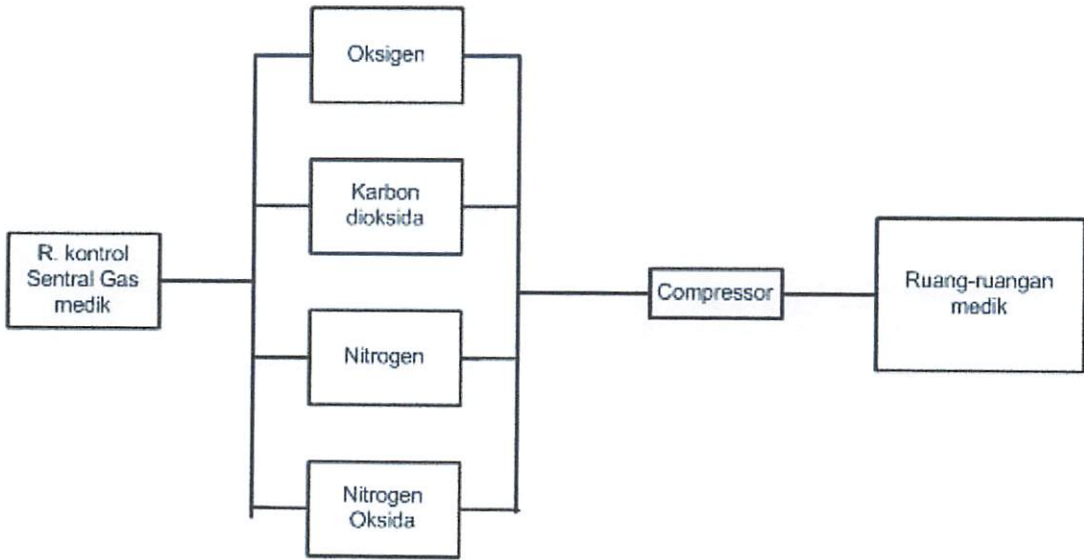 R. kontrol
Sentral Gas
medik
Oksigen
Karbon
dioksida
Nitrogen
Nitrogen
Oksida
Compressor
Ruang-ruangan
medik